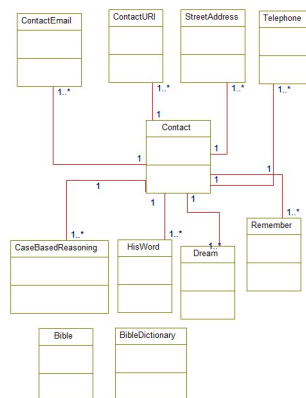 ContactEmail
ContactURI
StreetAddress
Telephone
1..*
1..*
1..*
1..*
1
1
Contact
1
1
1
1
1
1
1..*
1..*
1..*
1..*
CaseBasedReasoning
HisWord
Dream
Remember
Bible
BibleDictionary